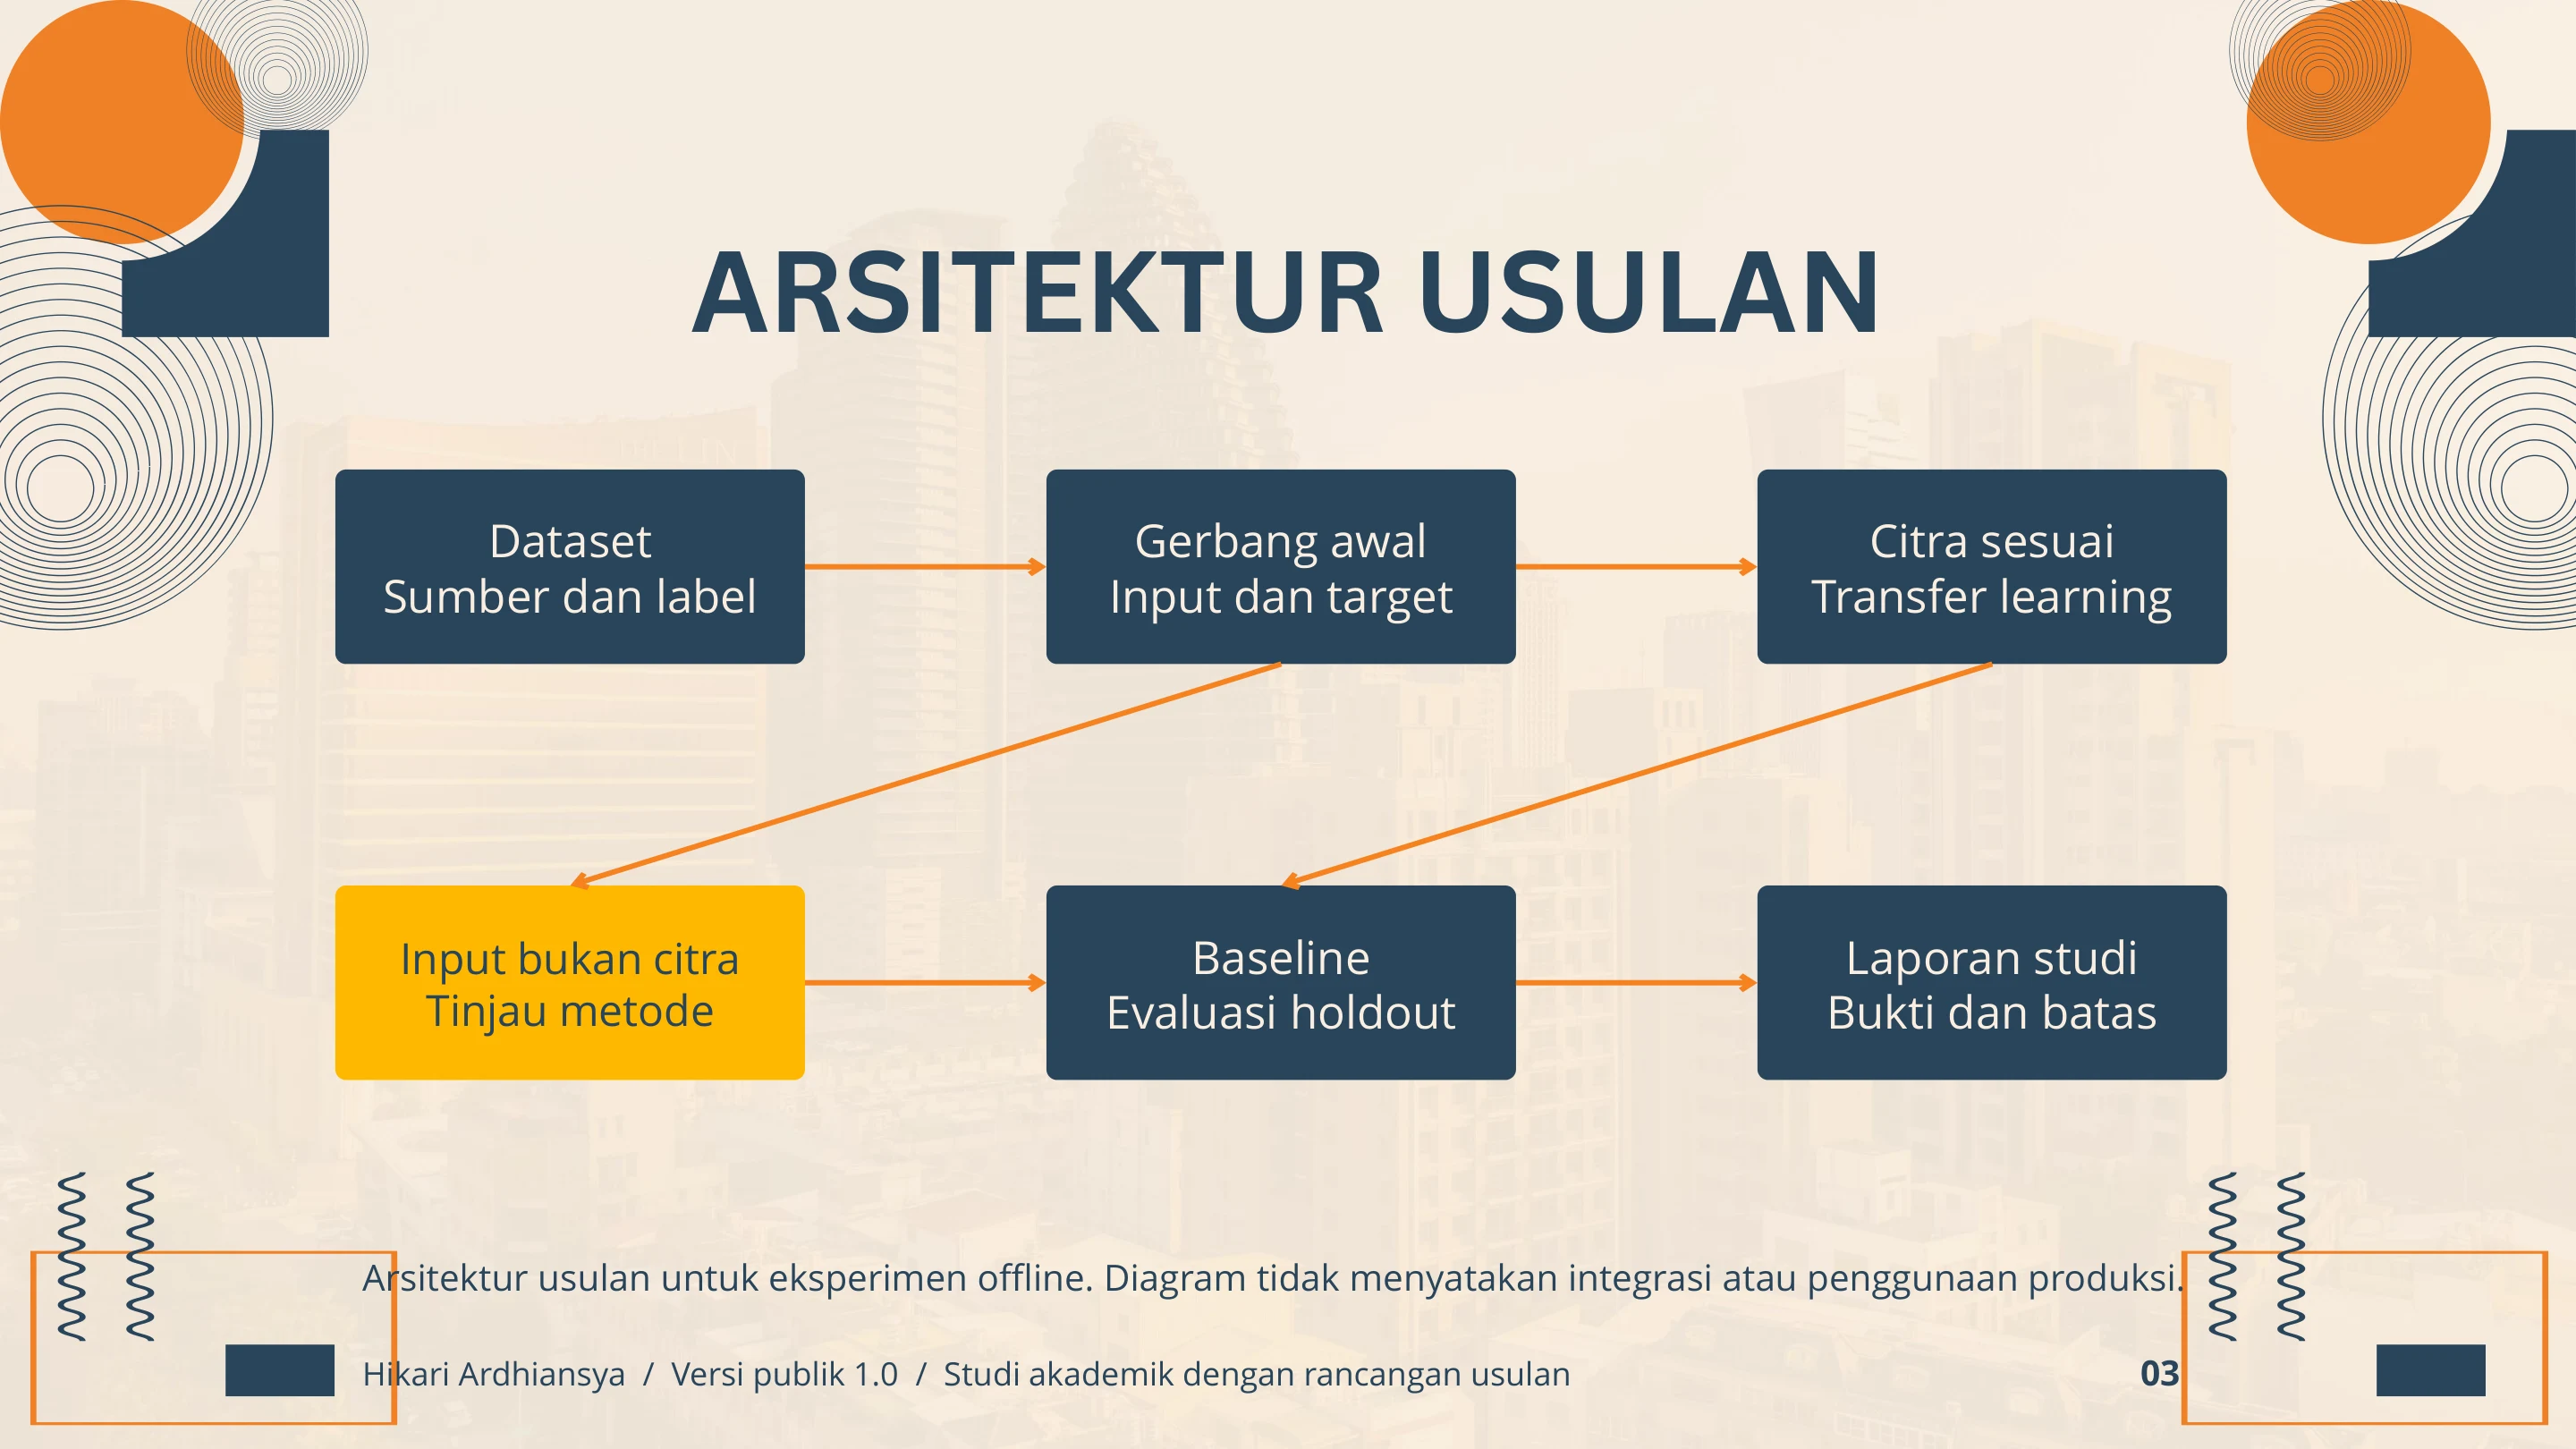 ARSITEKTUR USULAN
Dataset
Sumber dan label
Gerbang awal
Input dan target
Citra sesuai
Transfer learning
Input bukan citra
Tinjau metode
Baseline
Evaluasi holdout
Laporan studi
Bukti dan batas
Arsitektur usulan untuk eksperimen offline. Diagram tidak menyatakan integrasi atau penggunaan produksi.
Hikari Ardhiansya / Versi publik 1.0 / Studi akademik dengan rancangan usulan
03